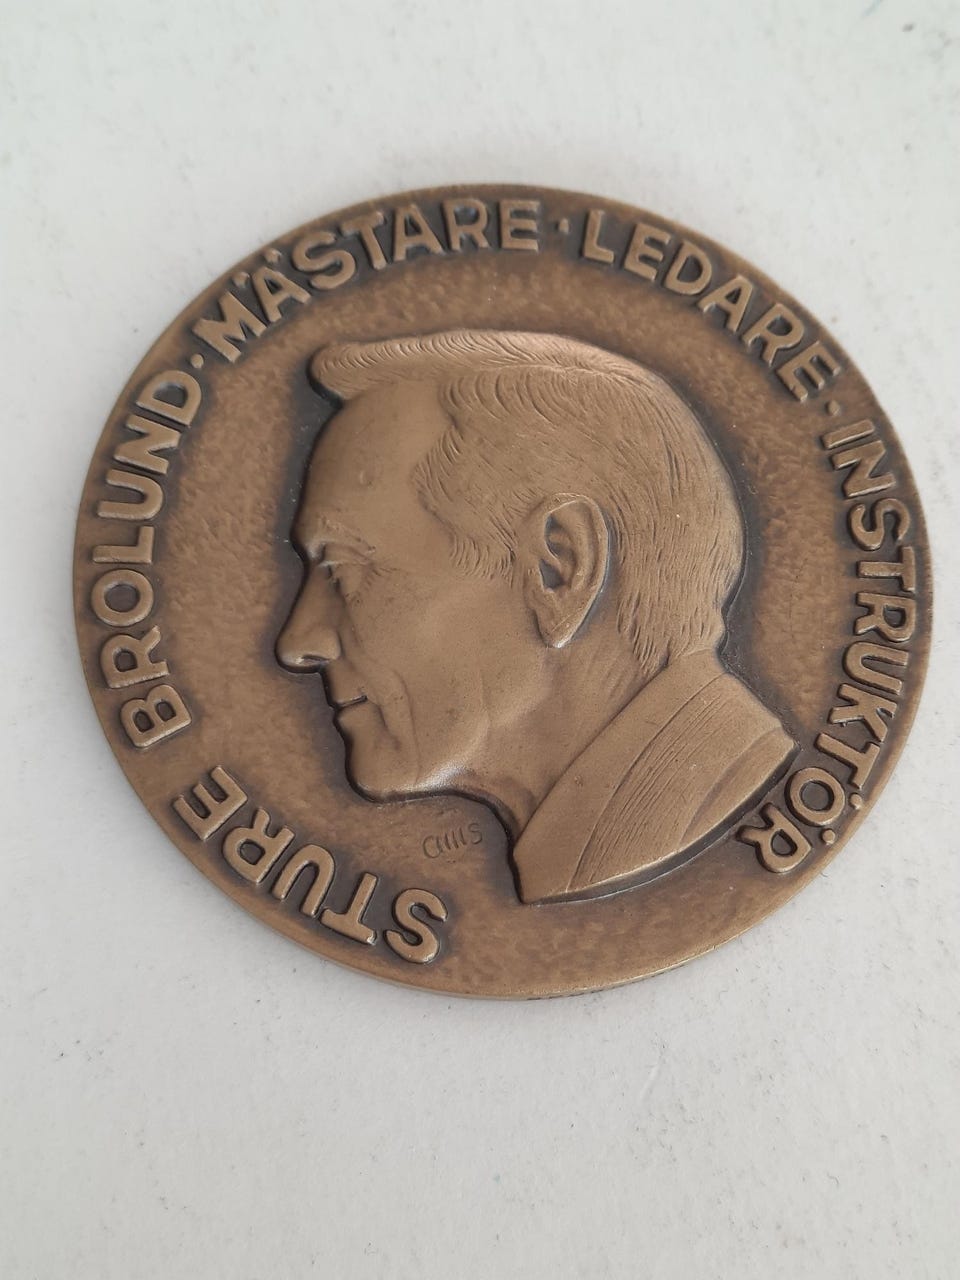 STURE BROLUND · MÄSTARE · LEDARE · INSTRUKTÖR